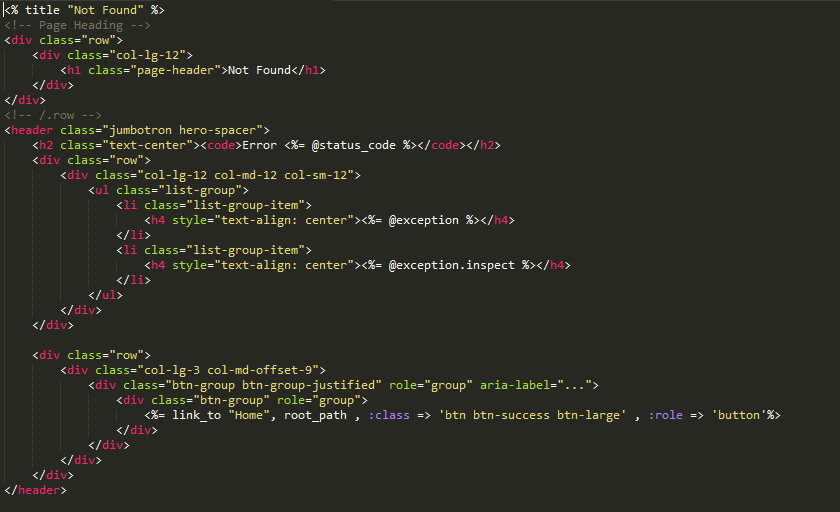 <% title "Not Found" %>
<!-- Page Heading -->
<div class="row">
    <div class="col-lg-12">
        <h1 class="page-header">Not Found</h1>
    </div>
</div>
<!-- /.row -->
<header class="jumbotron hero-spacer">
    <h2 class="text-center"><code>Error <%= @status_code %></code></h2>
    <div class="row">
        <div class="col-lg-12 col-md-12 col-sm-12">
            <ul class="list-group">
                <li class="list-group-item">
                    <h4 style="text-align: center"><%= @exception %></h4>
                </li>
                <li class="list-group-item">
                    <h4 style="text-align: center"><%= @exception.inspect %></h4>
                </li>
            </ul>
        </div>
    </div>

    <div class="row">
        <div class="col-lg-3 col-md-offset-9">
            <div class="btn-group btn-group-justified" role="group" aria-label="...">
                <div class="btn-group" role="group">
                    <%= link_to "Home", root_path , :class => 'btn btn-success btn-large' , :role => 'button'%>
                </div>
            </div>
        </div>
    </div>
</header>